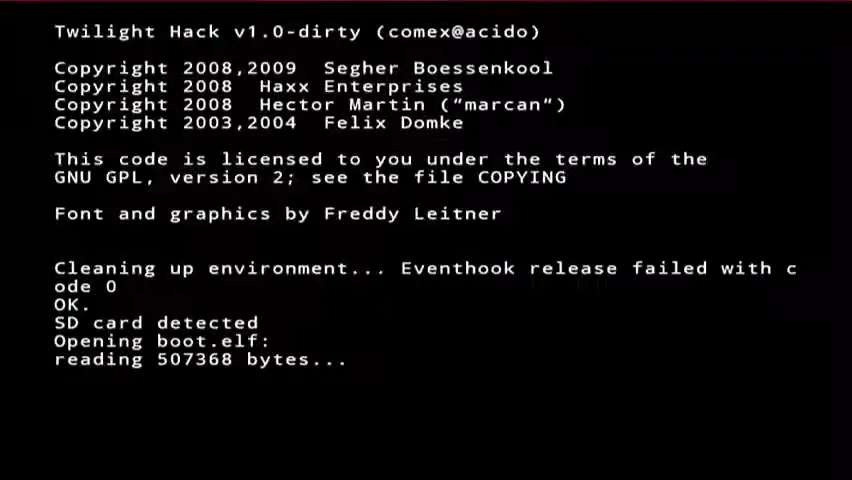 Twilight Hack v1.0-dirty (comex@acido)
Copyright 2008,2009  Segher Boessenkool
Copyright 2008  Haxx Enterprises
Copyright 2008  Hector Martin ("marcan")
Copyright 2003,2004  Felix Domke
This code is licensed to you under the terms of the
GNU GPL, version 2; see the file COPYING
Font and graphics by Freddy Leitner
Cleaning up environment... Eventhook release failed with c
ode 0
OK.
SD card detected
Opening boot.elf:
reading 507368 bytes...